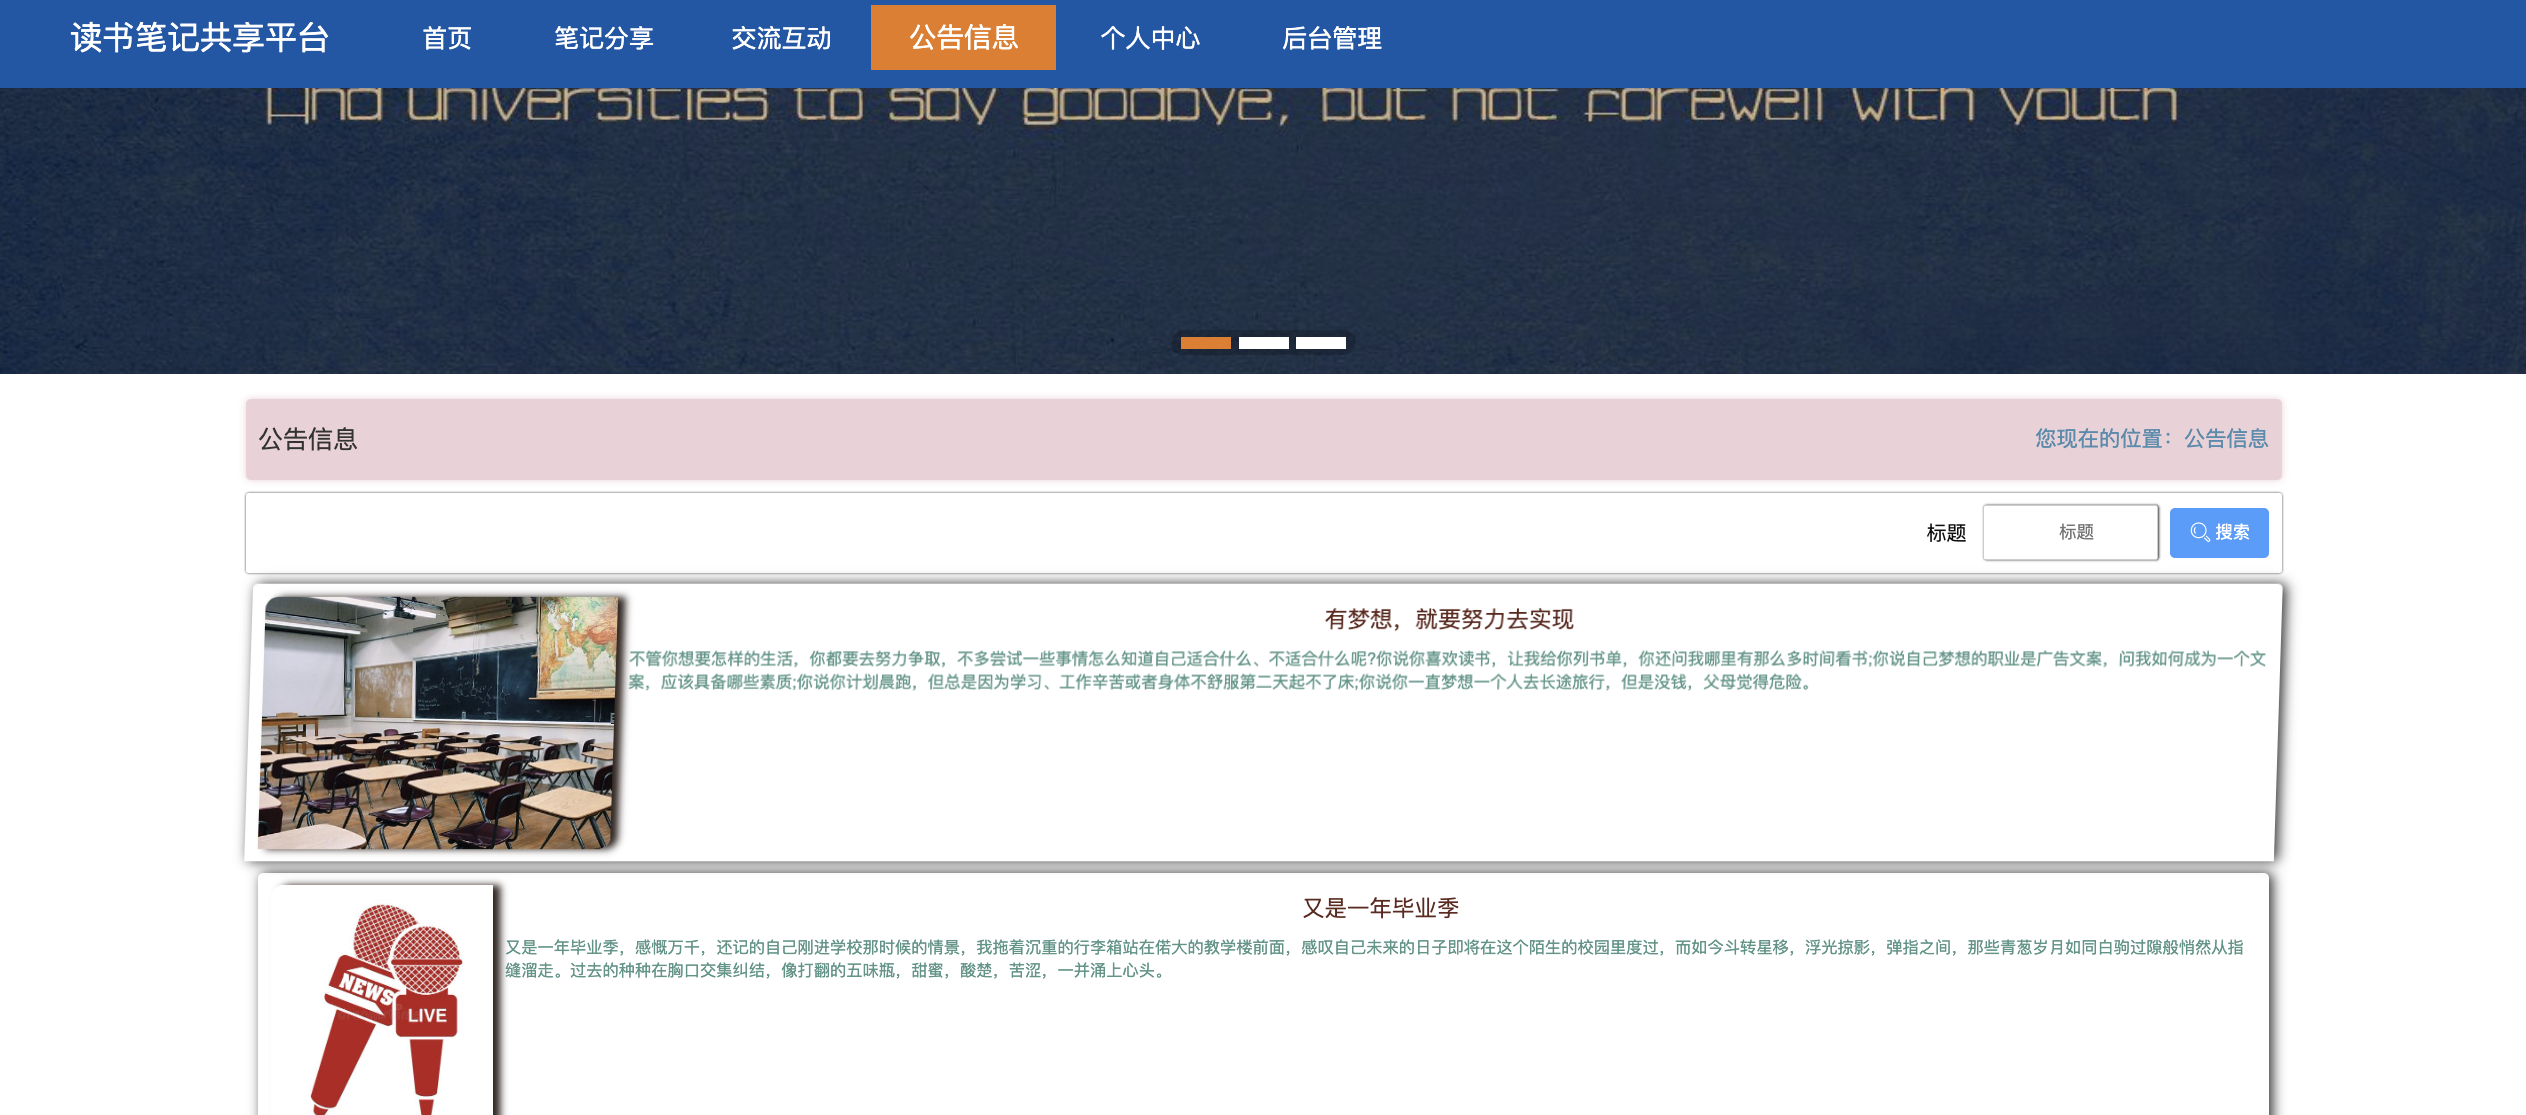 读书笔记共享平台 首页 笔记分享 交流互动 公告信息 个人中心 后台管理
And universities to say goodbye, but not farewell with youth
公告信息 您现在的位置：公告信息
标题 标题 搜索
有梦想，就要努力去实现
不管你想要怎样的生活，你都要去努力争取，不多尝试一些事情怎么知道自己适合什么、不适合什么呢?你说你喜欢读书，让我给你列书单，你还问我哪里有那么多时间看书;你说自己梦想的职业是广告文案，问我如何成为一个文
案，应该具备哪些素质;你说你计划晨跑，但总是因为学习、工作辛苦或者身体不舒服第二天起不了床;你说你一直梦想一个人去长途旅行，但是没钱，父母觉得危险。
又是一年毕业季
又是一年毕业季，感慨万千，还记的自己刚进学校那时候的情景，我拖着沉重的行李箱站在偌大的教学楼前面，感叹自己未来的日子即将在这个陌生的校园里度过，而如今斗转星移，浮光掠影，弹指之间，那些青葱岁月如同白驹过隙般悄然从指
缝溜走。过去的种种在胸口交集纠结，像打翻的五味瓶，甜蜜，酸楚，苦涩，一并涌上心头。
NEWS
LIVE